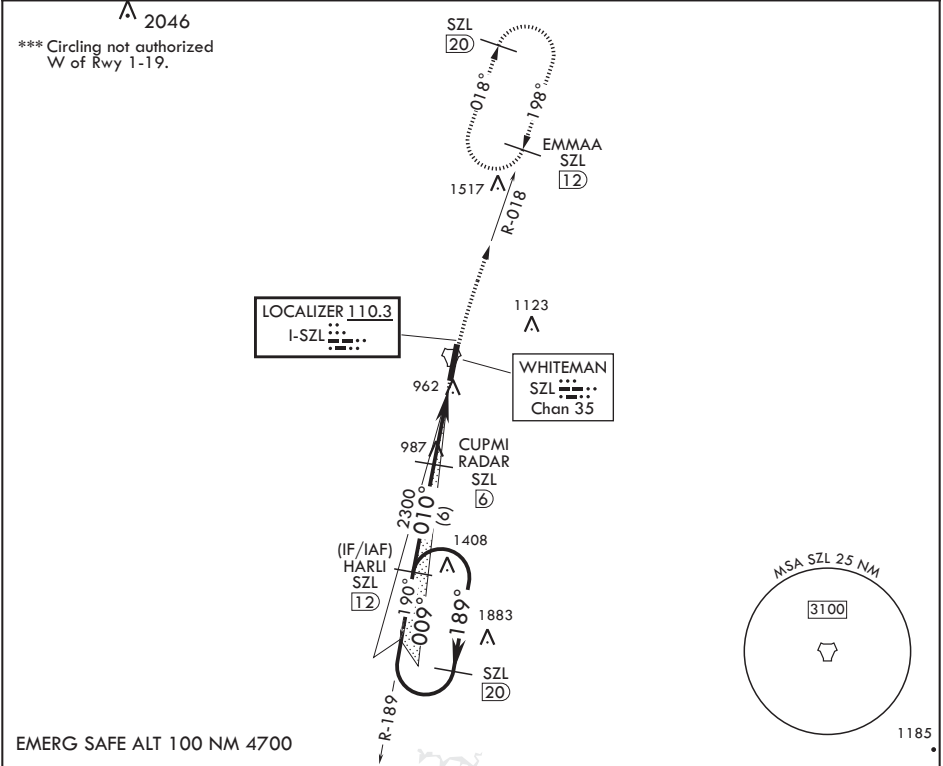 2046
*** Circling not authorized
W of Rwy 1-19.
SZL
20
018°
198°
EMMAA
SZL
12
1517
R-018
LOCALIZER 110.3
I-SZL
1123
WHITEMAN
SZL
Chan 35
962
987
CUPMI
RADAR
SZL
6
2300
010°
(6)
(IF/IAF)
HARLI
SZL
12
1408
190°
009°
189°
1883
SZL
20
R-189
MSA SZL 25 NM
3100
EMERG SAFE ALT 100 NM 4700
1185